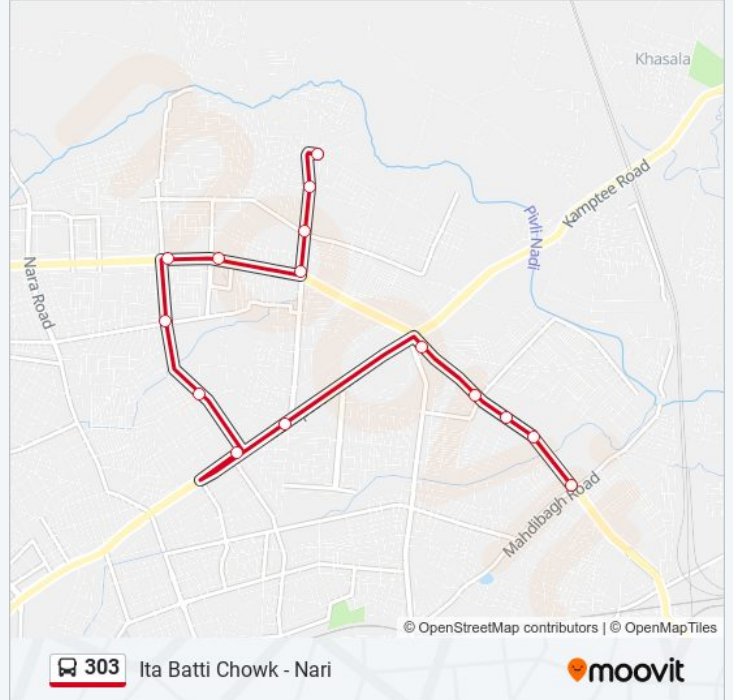 Khasala
Kamptee Road
Pivli Nadi
Nara Road
Mahdibagh Road
© OpenStreetMap contributors | © OpenMapTiles
303 Ita Batti Chowk - Nari
moovit